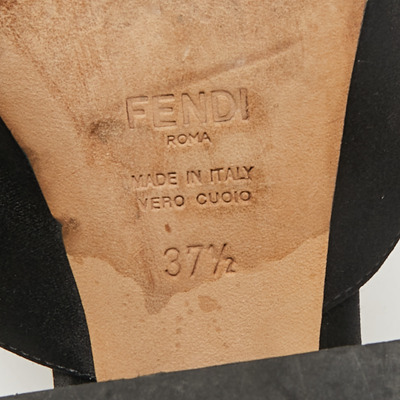 FENDI
ROMA
MADE IN ITALY
VERO CUOIO
37½